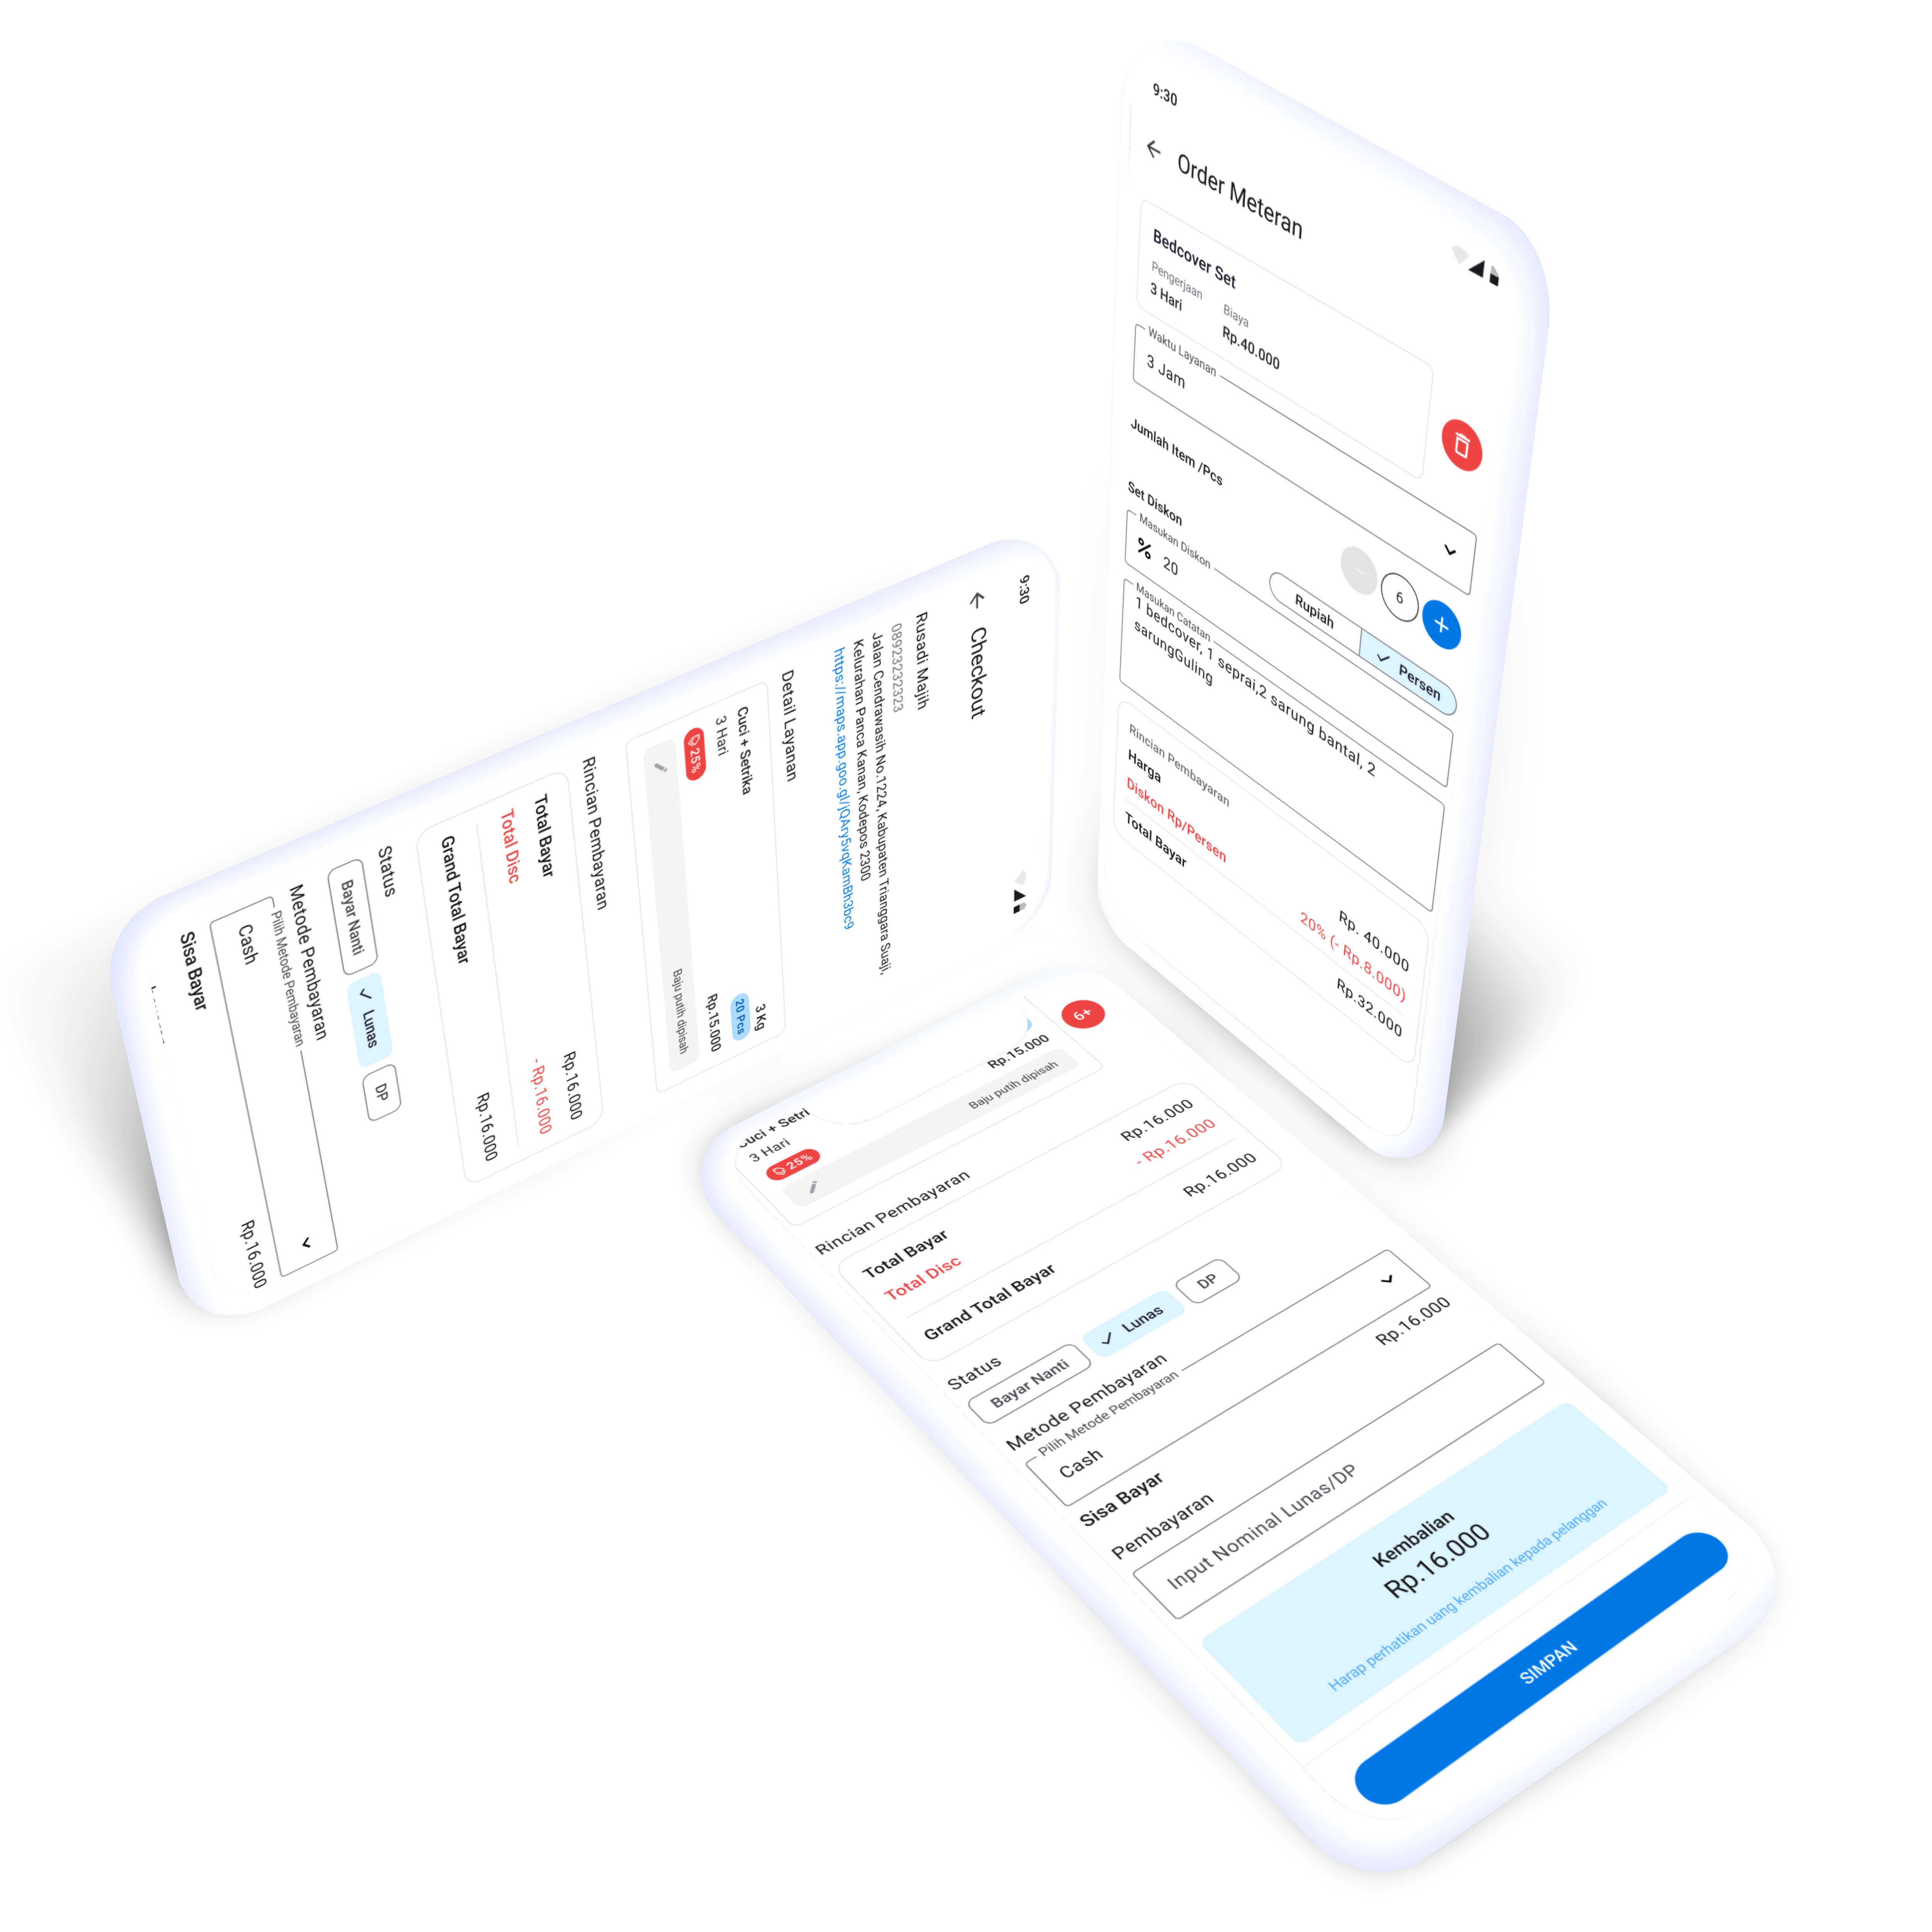 9:30
Order Meteran
Bedcover Set
Pengerjaan Biaya
3 Hari Rp.40.000
Waktu Layanan
3 Jam
Jumlah Item /Pcs
6
Set Diskon
Rupiah Persen
Masukan Diskon
% 20
Masukan Catatan
1 bedcover, 1 seprai,2 sarung bantal, 2
sarungGuling
Rincian Pembayaran
Harga Rp. 40.000
Diskon Rp/Persen 20% (- Rp.8.000)
Total Bayar Rp.32.000
9:30
Checkout
Rusadi Majih
0892323232323
Jalan Cendrawasih No.1224, Kabupaten Trianggara Suaji,
Kelurahan Panca Kanan, Kodepos 2300
https://maps.app.goo.gl/jQAry5vqKamBh3bc9
Detail Layanan
Cuci + Setrika 3 Kg
3 Hari 20 Pcs
25% Rp.15.000
Baju putih dipisah
Rincian Pembayaran
Total Bayar Rp.16.000
Total Disc - Rp.16.000
Grand Total Bayar Rp.16.000
Status
Bayar Nanti Lunas DP
Metode Pembayaran
Pilih Metode Pembayaran
Cash
Sisa Bayar Rp.16.000
6+
Cuci + Setri
3 Hari
25% Rp.15.000
Baju putih dipisah
Rincian Pembayaran
Total Bayar Rp.16.000
Total Disc - Rp.16.000
Grand Total Bayar Rp.16.000
Status
Bayar Nanti Lunas DP
Metode Pembayaran
Pilih Metode Pembayaran
Cash
Sisa Bayar Rp.16.000
Pembayaran
Input Nominal Lunas/DP
Kembalian
Rp.16.000
Harap perhatikan uang kembalian kepada pelanggan
SIMPAN